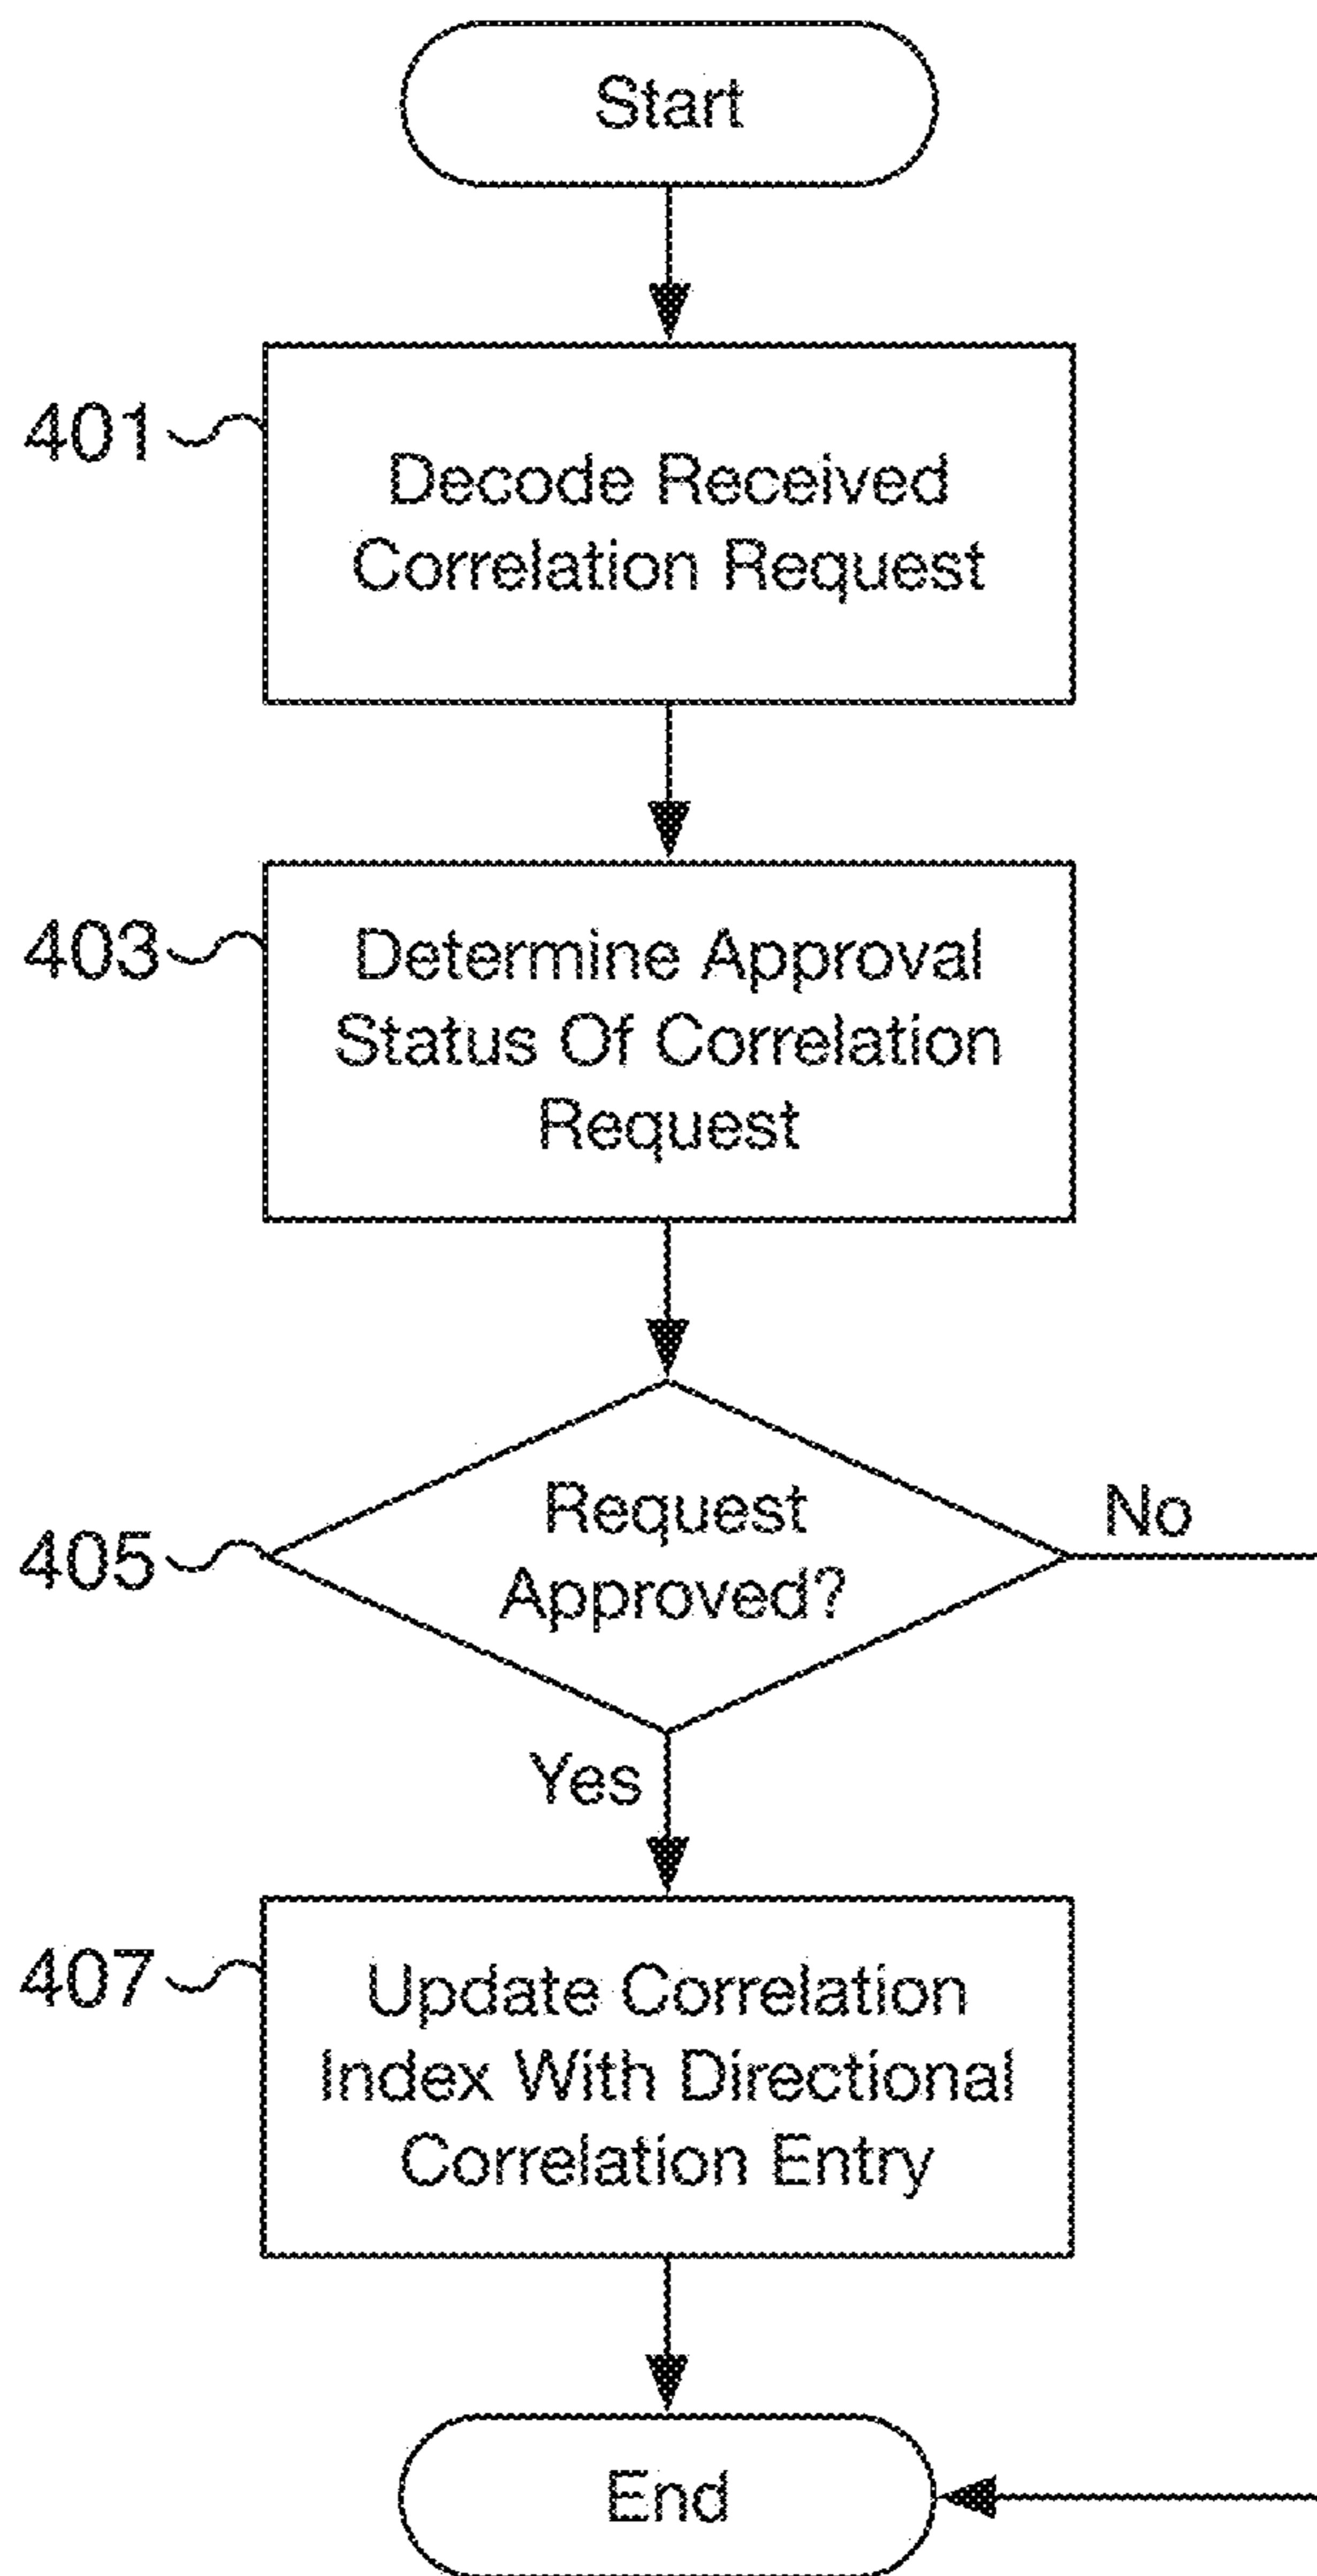 Start
401
Decode Received
Correlation Request
403
Determine Approval
Status Of Correlation
Request
405
Request
Approved?
No
Yes
407
Update Correlation
Index With Directional
Correlation Entry
End